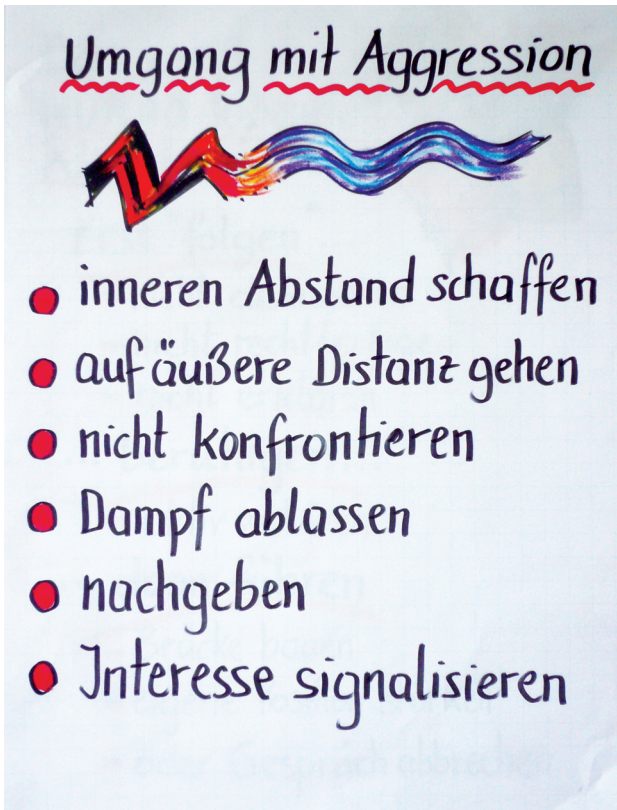 Umgang mit Aggression
inneren Abstand schaffen
auf äußere Distanz gehen
nicht konfrontieren
Dampf ablassen
nachgeben
Interesse signalisieren